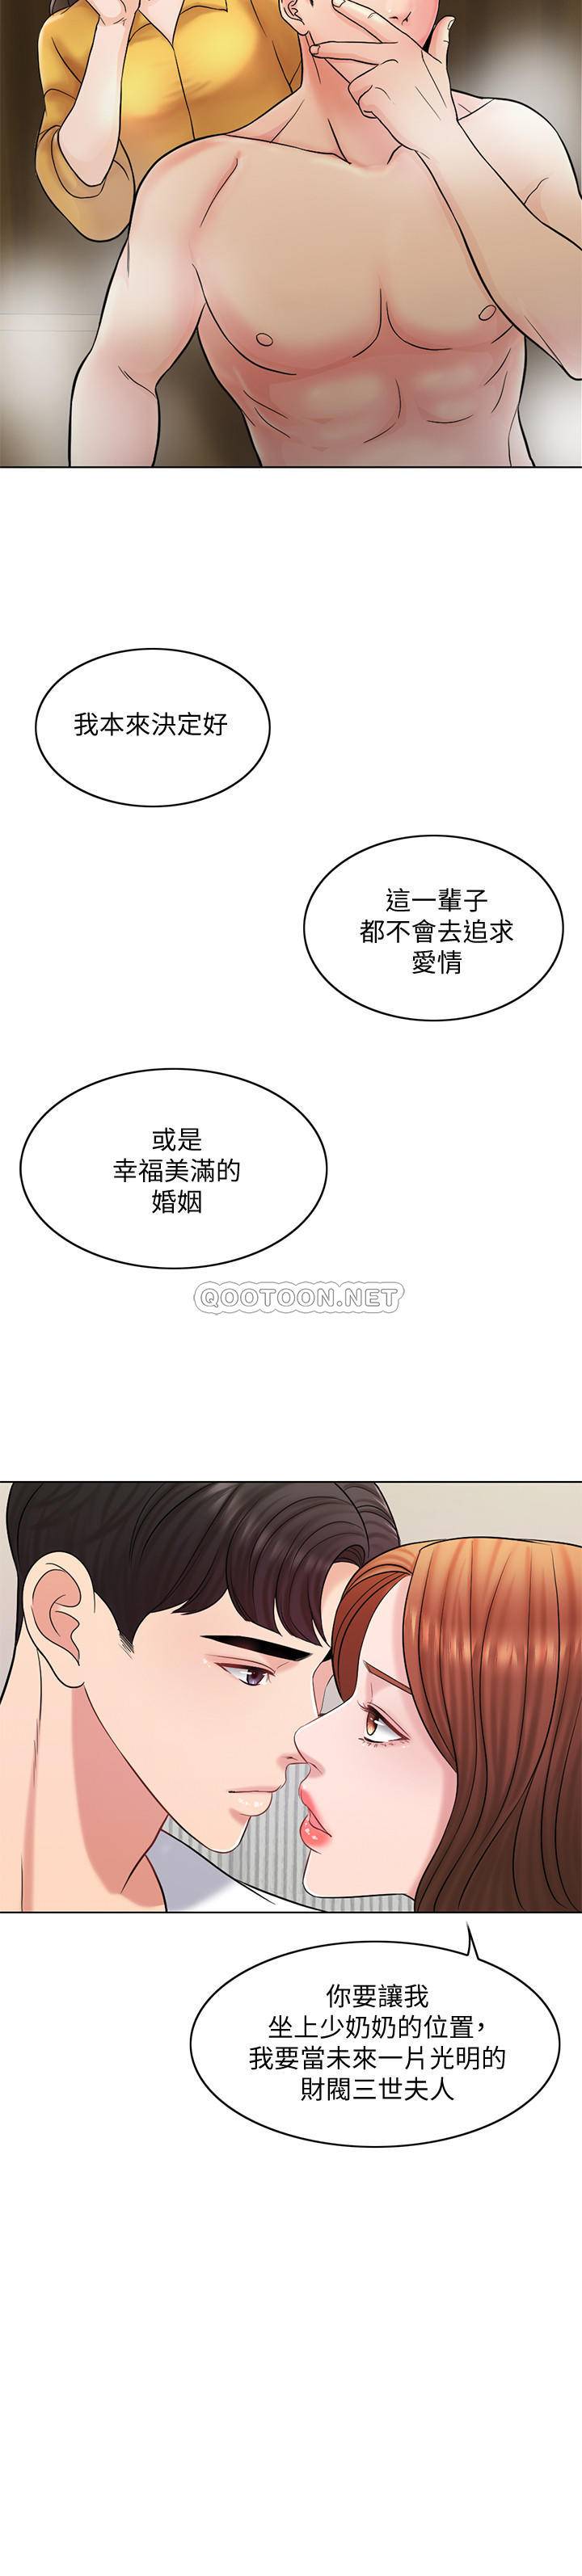 我本來決定好
這一輩子
都不會去追求
愛情
或是
幸福美滿的
婚姻
QOOTOON.NET
你要讓我
坐上少奶奶的位置，
我要當未來一片光明的
財閥三世夫人